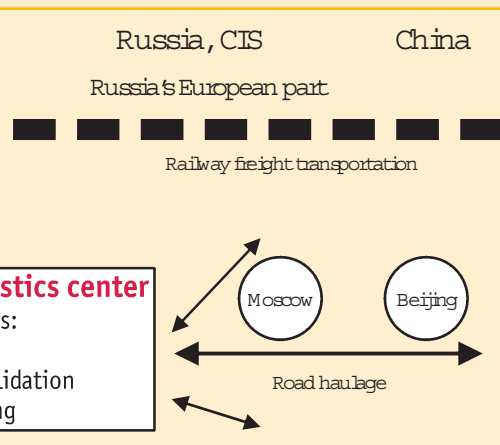 Russia, CIS
China
Russia's European part
Railway freight transportation
stics center
s:
lidation
ng
Moscow
Beijing
Road haulage